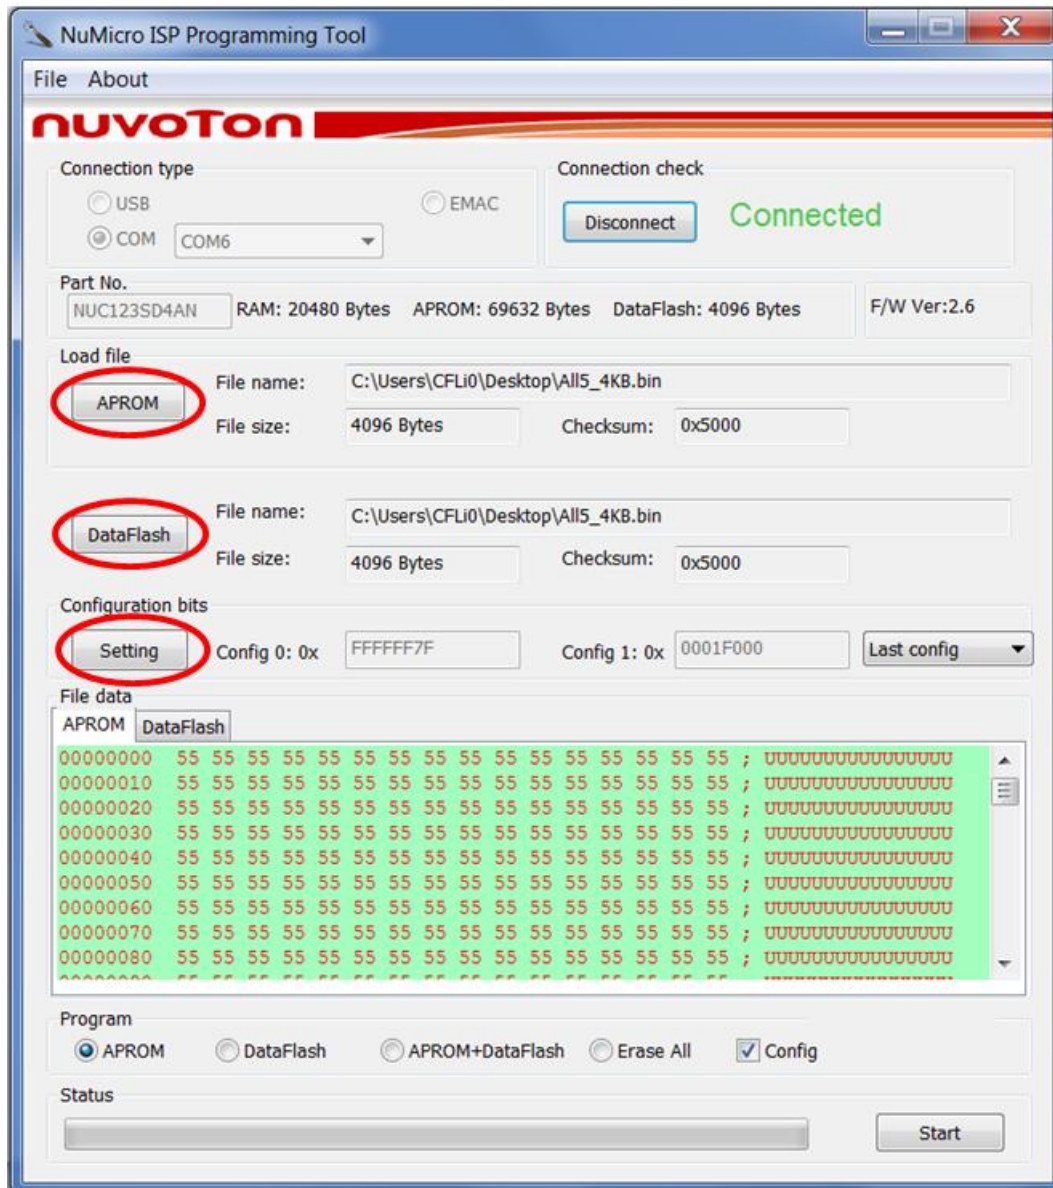 NuMicro ISP Programming Tool
File About
nuvoTon
Connection type
Connection check
USB
EMAC
COM COM6
Disconnect Connected
Part No.
NUC123SD4AN RAM: 20480 Bytes APROM: 69632 Bytes DataFlash: 4096 Bytes F/W Ver:2.6
Load file
APROM File name: C:\Users\CFLi0\Desktop\All5_4KB.bin
File size: 4096 Bytes Checksum: 0x5000
DataFlash File name: C:\Users\CFLi0\Desktop\All5_4KB.bin
File size: 4096 Bytes Checksum: 0x5000
Configuration bits
Setting Config 0: 0x FFFFFF7F Config 1: 0x 0001F000 Last config
File data
APROM DataFlash
00000000 55 55 55 55 55 55 55 55 55 55 55 55 55 55 55 55 ; UUUUUUUUUUUUUUUU
00000010 55 55 55 55 55 55 55 55 55 55 55 55 55 55 55 55 ; UUUUUUUUUUUUUUUU
00000020 55 55 55 55 55 55 55 55 55 55 55 55 55 55 55 55 ; UUUUUUUUUUUUUUUU
00000030 55 55 55 55 55 55 55 55 55 55 55 55 55 55 55 55 ; UUUUUUUUUUUUUUUU
00000040 55 55 55 55 55 55 55 55 55 55 55 55 55 55 55 55 ; UUUUUUUUUUUUUUUU
00000050 55 55 55 55 55 55 55 55 55 55 55 55 55 55 55 55 ; UUUUUUUUUUUUUUUU
00000060 55 55 55 55 55 55 55 55 55 55 55 55 55 55 55 55 ; UUUUUUUUUUUUUUUU
00000070 55 55 55 55 55 55 55 55 55 55 55 55 55 55 55 55 ; UUUUUUUUUUUUUUUU
00000080 55 55 55 55 55 55 55 55 55 55 55 55 55 55 55 55 ; UUUUUUUUUUUUUUUU
Program
APROM DataFlash APROM+DataFlash Erase All Config
Status
Start